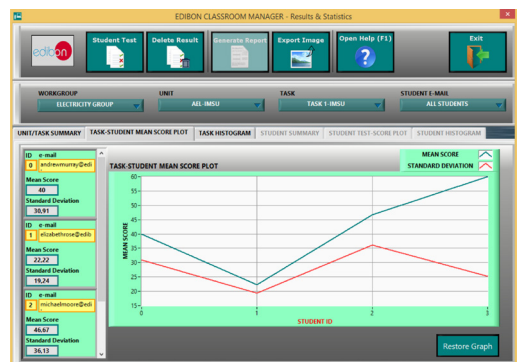 EDIBON CLASSROOM MANAGER - Results & Statistics
edibon
Student Test
Delete Result
Generate Report
Export Image
Open Help (F1)
Exit
WORKGROUP
UNIT
TASK
STUDENT E-MAIL
ELECTRICITY GROUP
AEL-IMSU
TASK 1-IMSU
ALL STUDENTS
UNIT/TASK SUMMARY
TASK-STUDENT MEAN SCORE PLOT
TASK HISTOGRAM
STUDENT SUMMARY
STUDENT TEST-SCORE PLOT
STUDENT HISTOGRAM
ID e-mail
0 andrewmurray@edi
Mean Score
40
Standard Deviation
30,91
ID e-mail
1 elizabethrose@edib
Mean Score
22,22
Standard Deviation
19,24
ID e-mail
2 michaelmoore@edi
Mean Score
46,67
Standard Deviation
36,13
TASK-STUDENT MEAN SCORE PLOT
MEAN SCORE
STANDARD DEVIATION
60
55
50
45
40
35
30
25
20
15
MEAN SCORE
0 1 2 3
STUDENT ID
Restore Graph